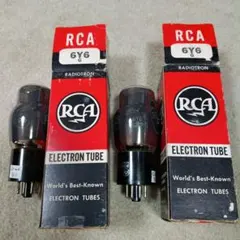 RCA
6Y6
G
RADIOTRON
RCA
ELECTRON TUBE
World's Best-Known
ELECTRON TUBES
RCA
6Y6
G
RADIOTRON
RCA
ELECTRON TUBE
World's Best-Known
ELECTRON TUBES